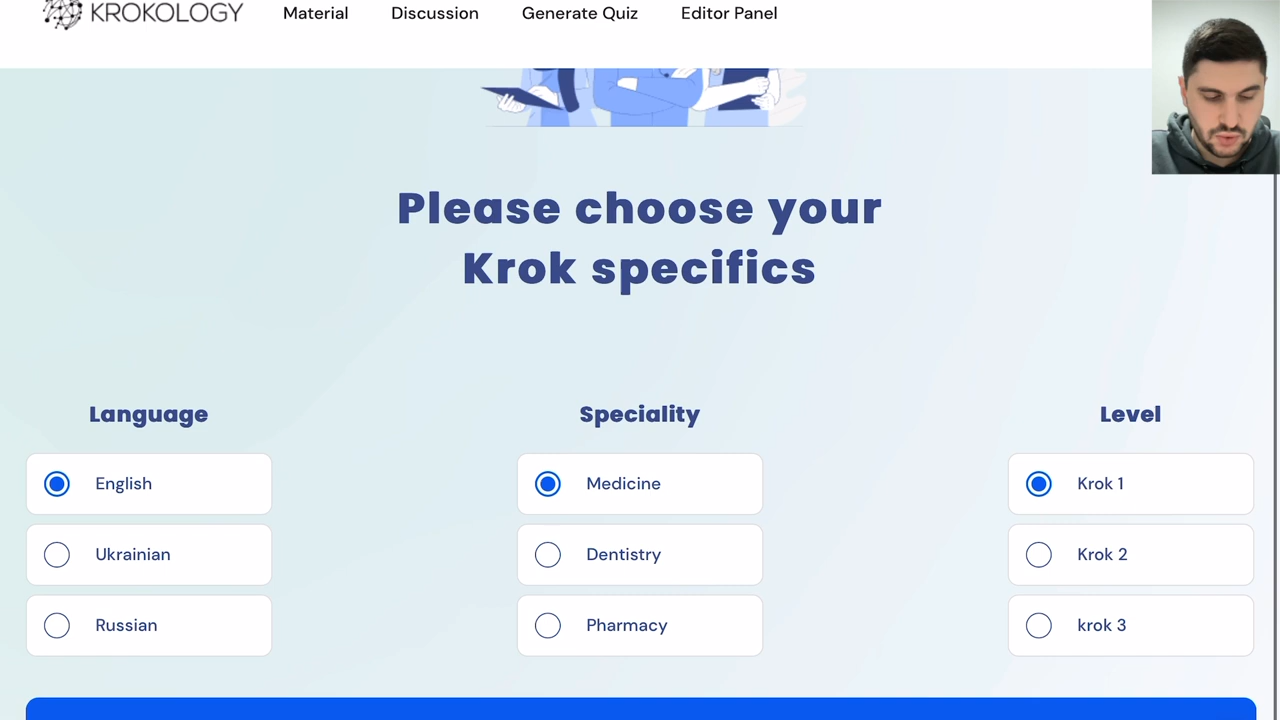 KROKOLOGY
Material
Discussion
Generate Quiz
Editor Panel
Please choose your
Krok specifics
Language
English
Ukrainian
Russian
Speciality
Medicine
Dentistry
Pharmacy
Level
Krok 1
Krok 2
krok 3